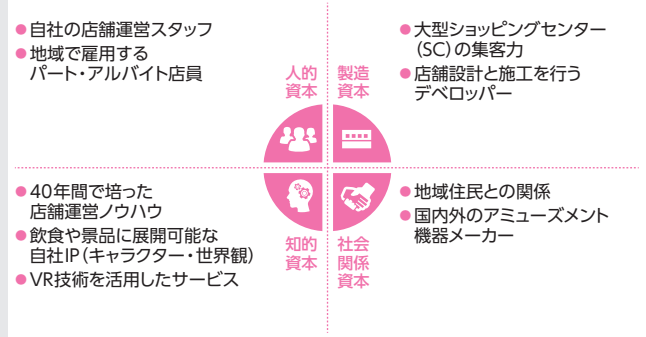 ●自社の店舗運営スタッフ
●地域で雇用する
パート・アルバイト店員
人的
資本
製造
資本
●大型ショッピングセンター
(SC)の集客力
●店舗設計と施工を行う
デベロッパー
●40年間で培った
店舗運営ノウハウ
●飲食や景品に展開可能な
自社IP(キャラクター・世界観)
●VR技術を活用したサービス
知的
資本
社会
関係
資本
●地域住民との関係
●国内外のアミューズメント
機器メーカー